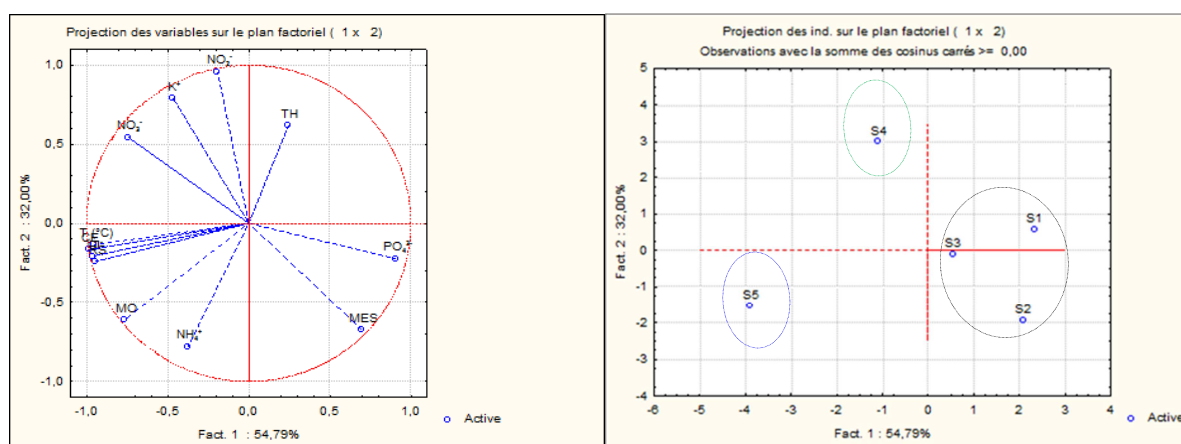 Projection des variables sur le plan factoriel ( 1 x 2)
1,0
0,5
0,0
-0,5
-1,0
NO₂⁻
K⁺
NO₃⁻
TH
T (°C)
CE
PO₄
MO
NH₄⁺
MES
-1,0
-0,5
0,0
0,5
1,0
Fact. 2 : 32,00%
Fact. 1 : 54,79%
Active
Projection des ind. sur le plan factoriel ( 1 x 2)
Observations avec la somme des cosinus carrés >= 0,00
5
4
3
2
1
0
-1
-2
-3
-4
S4
S1
S3
S5
S2
-6
-5
-4
-3
-2
-1
0
1
2
3
4
Fact. 2 : 32,00%
Fact. 1 : 54,79%
Active